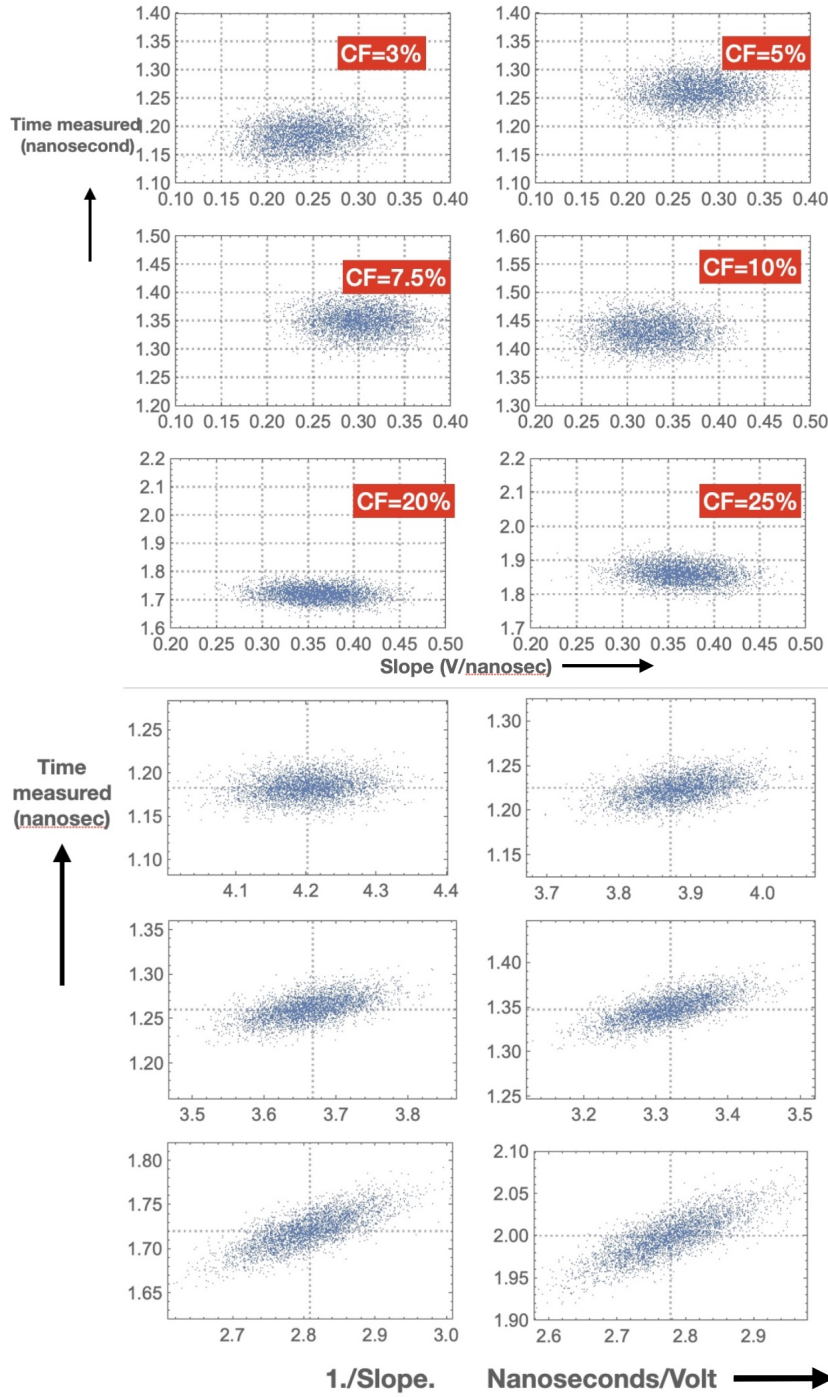 1.40
1.35
1.30
1.25
1.20
1.15
1.10
0.10 0.15 0.20 0.25 0.30 0.35 0.40
CF=3%
1.40
1.35
1.30
1.25
1.20
1.15
1.10
0.10 0.15 0.20 0.25 0.30 0.35 0.40
CF=5%
Time measured
(nanosecond)
1.50
1.45
1.40
1.35
1.30
1.25
1.20
0.10 0.15 0.20 0.25 0.30 0.35 0.40
CF=7.5%
1.60
1.55
1.50
1.45
1.40
1.35
1.30
0.20 0.25 0.30 0.35 0.40 0.45 0.50
CF=10%
2.2
2.1
2.0
1.9
1.8
1.7
1.6
0.20 0.25 0.30 0.35 0.40 0.45 0.50
CF=20%
2.2
2.1
2.0
1.9
1.8
1.7
0.20 0.25 0.30 0.35 0.40 0.45 0.50
CF=25%
Slope (V/nanosec)
Time
measured
(nanosec)
1.25
1.20
1.15
1.10
4.1 4.2 4.3 4.4
1.30
1.25
1.20
1.15
3.7 3.8 3.9 4.0
1.35
1.30
1.25
1.20
3.5 3.6 3.7 3.8
1.40
1.35
1.30
1.25
3.2 3.3 3.4 3.5
1.80
1.75
1.70
1.65
2.7 2.8 2.9 3.0
2.10
2.05
2.00
1.95
1.90
2.6 2.7 2.8 2.9
1./Slope. Nanoseconds/Volt